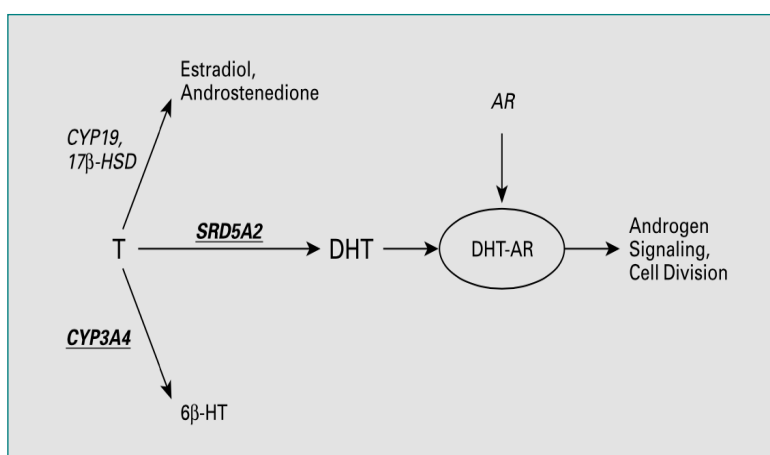 Estradiol,
Androstenedione
AR
CYP19,
17β-HSD
SRD5A2
T
DHT
DHT-AR
Androgen
Signaling,
Cell Division
CYP3A4
6β-HT